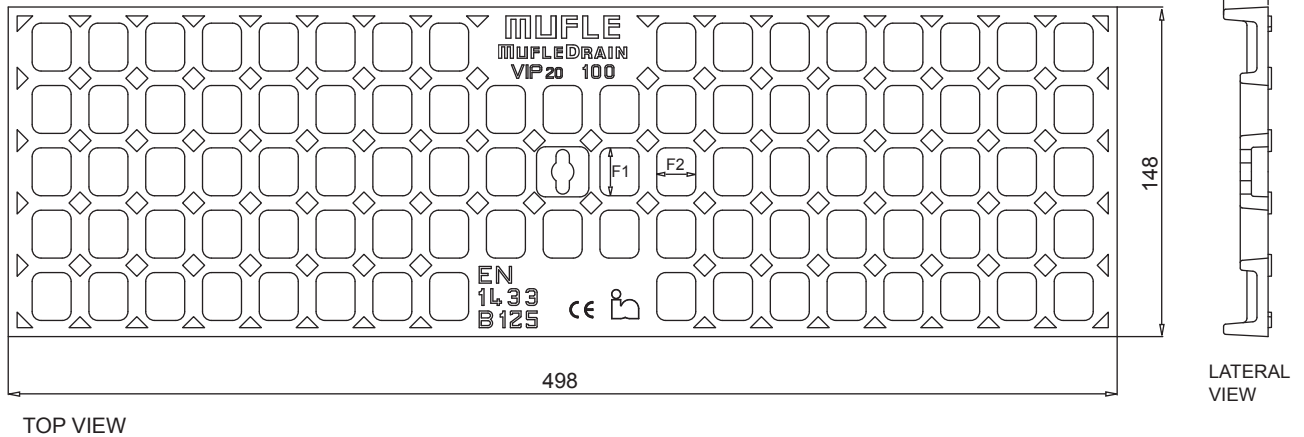 MUFLE
MUFLEDRAIN
VIP20 100
F1
F2
148
EN
1433
B125
CE
498
LATERAL
VIEW
TOP VIEW